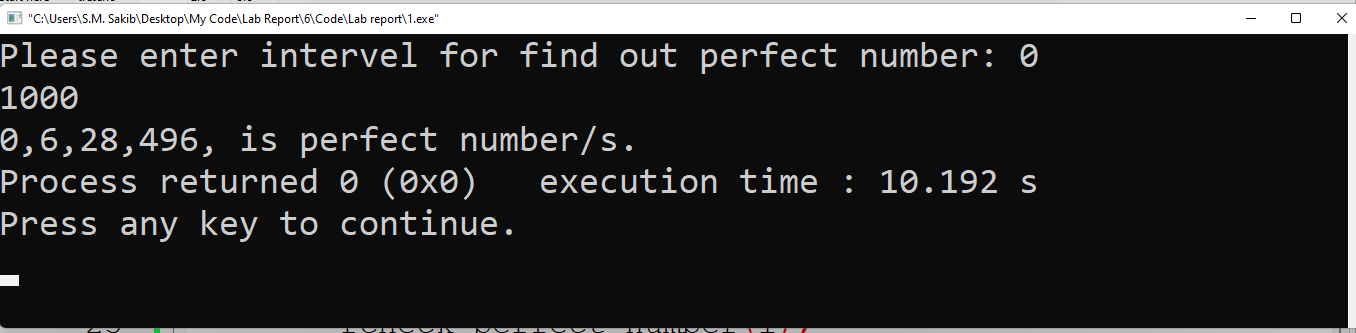 "C:\Users\S.M. Sakib\Desktop\My Code\Lab Report\6\Code\Lab report\1.exe"
Please enter intervel for find out perfect number: 0
1000
0,6,28,496, is perfect number/s.
Process returned 0 (0x0)   execution time : 10.192 s
Press any key to continue.